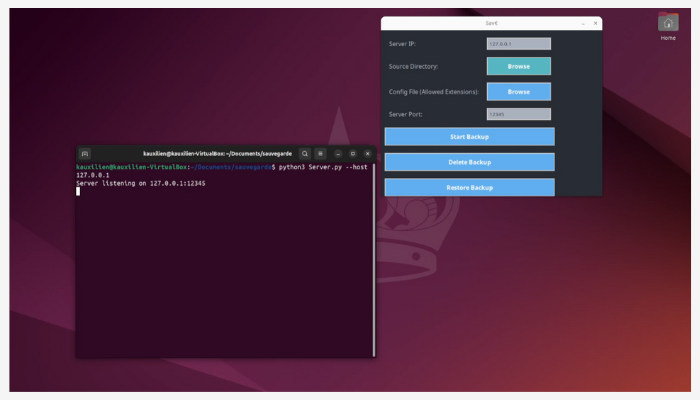 SavE
Server IP:
127.0.0.1
Source Directory:
Browse
Config File (Allowed Extensions):
Browse
Server Port:
12345
Start Backup
Delete Backup
Restore Backup
Home
kauxilien@kauxilien-VirtualBox: ~/Documents/sauvegarde
kauxilien@kauxilien-VirtualBox:~/Documents/sauvegarde$ python3 Server.py --host
127.0.0.1
Server listening on 127.0.0.1:12345